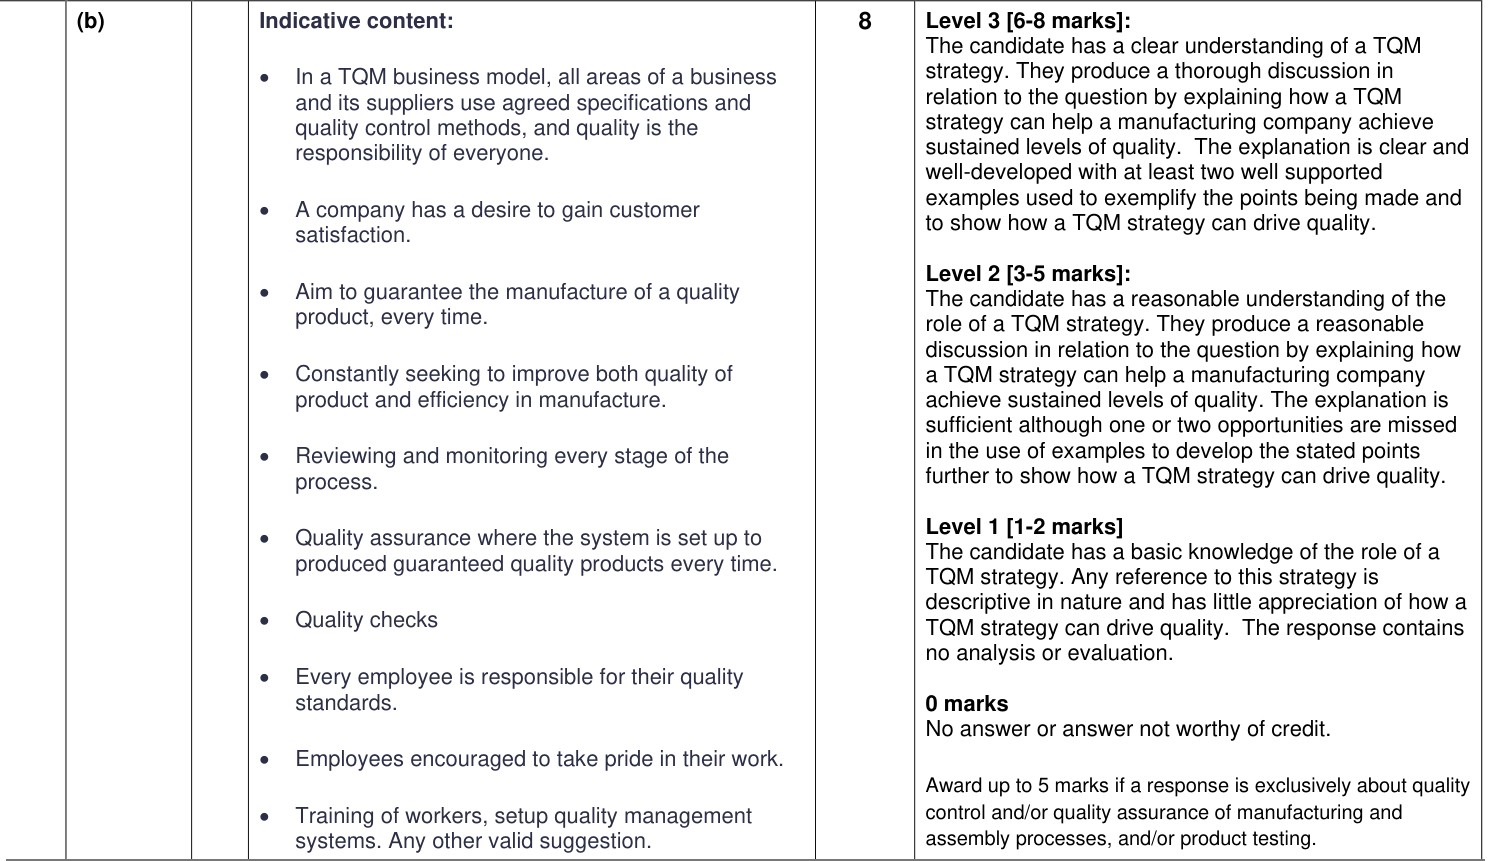 (b)
Indicative content:
• In a TQM business model, all areas of a business
and its suppliers use agreed specifications and
quality control methods, and quality is the
responsibility of everyone.
• A company has a desire to gain customer
satisfaction.
• Aim to guarantee the manufacture of a quality
product, every time.
• Constantly seeking to improve both quality of
product and efficiency in manufacture.
• Reviewing and monitoring every stage of the
process.
• Quality assurance where the system is set up to
produced guaranteed quality products every time.
• Quality checks
• Every employee is responsible for their quality
standards.
• Employees encouraged to take pride in their work.
• Training of workers, setup quality management
systems. Any other valid suggestion.
8
Level 3 [6-8 marks]:
The candidate has a clear understanding of a TQM
strategy. They produce a thorough discussion in
relation to the question by explaining how a TQM
strategy can help a manufacturing company achieve
sustained levels of quality.  The explanation is clear and
well-developed with at least two well supported
examples used to exemplify the points being made and
to show how a TQM strategy can drive quality.
Level 2 [3-5 marks]:
The candidate has a reasonable understanding of the
role of a TQM strategy. They produce a reasonable
discussion in relation to the question by explaining how
a TQM strategy can help a manufacturing company
achieve sustained levels of quality. The explanation is
sufficient although one or two opportunities are missed
in the use of examples to develop the stated points
further to show how a TQM strategy can drive quality.
Level 1 [1-2 marks]
The candidate has a basic knowledge of the role of a
TQM strategy. Any reference to this strategy is
descriptive in nature and has little appreciation of how a
TQM strategy can drive quality.  The response contains
no analysis or evaluation.
0 marks
No answer or answer not worthy of credit.
Award up to 5 marks if a response is exclusively about quality
control and/or quality assurance of manufacturing and
assembly processes, and/or product testing.